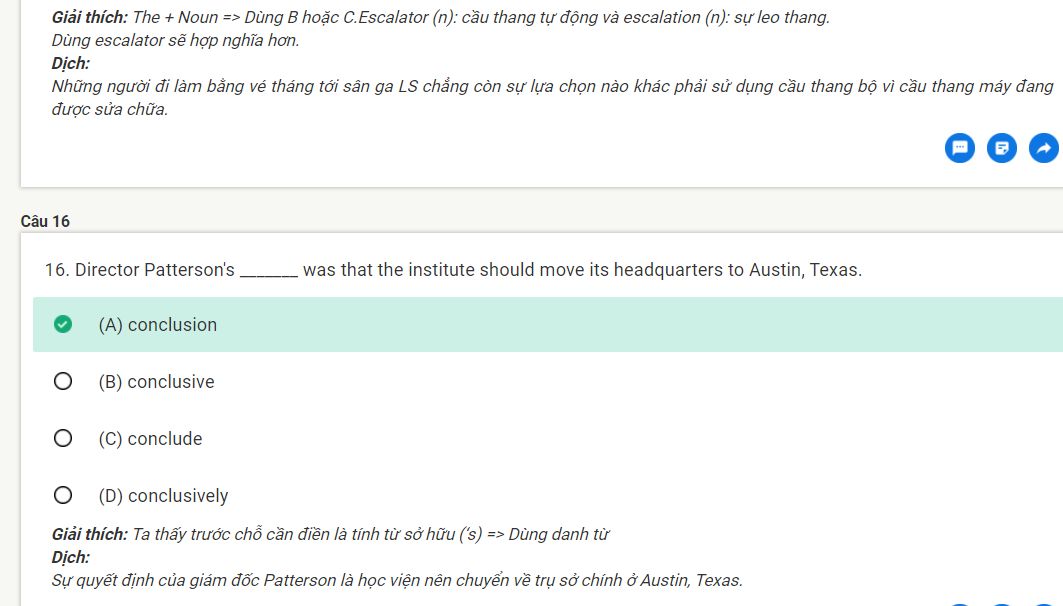 Giải thích: The + Noun => Dùng B hoặc C.Escalator (n): cầu thang tự động và escalation (n): sự leo thang.
Dùng escalator sẽ hợp nghĩa hơn.
Dịch:
Những người đi làm bằng vé tháng tới sân ga LS chẳng còn sự lựa chọn nào khác phải sử dụng cầu thang bộ vì cầu thang máy đang
được sửa chữa.
Câu 16
16. Director Patterson's _______ was that the institute should move its headquarters to Austin, Texas.
(A) conclusion
(B) conclusive
(C) conclude
(D) conclusively
Giải thích: Ta thấy trước chỗ cần điền là tính từ sở hữu (‘s) => Dùng danh từ
Dịch:
Sự quyết định của giám đốc Patterson là học viện nên chuyển về trụ sở chính ở Austin, Texas.